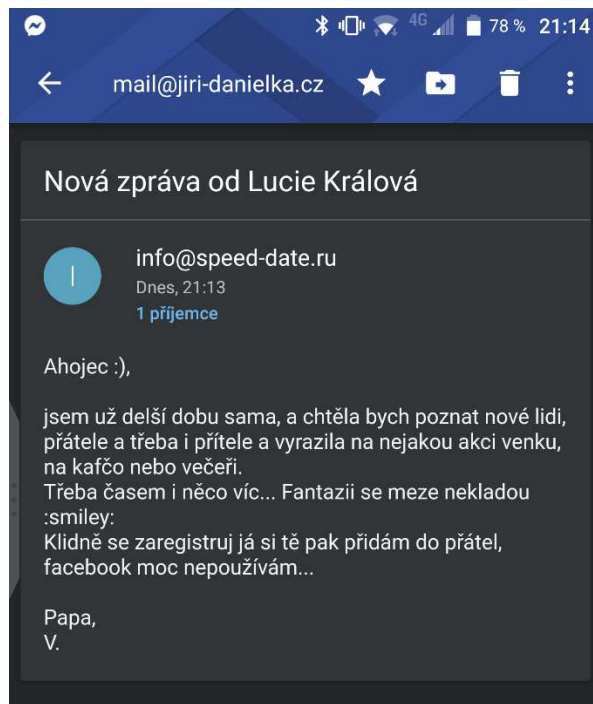 4G 78 % 21:14
mail@jiri-danielka.cz
Nová zpráva od Lucie Králová
I
info@speed-date.ru
Dnes, 21:13
1 příjemce
Ahojec :),
jsem už delší dobu sama, a chtěla bych poznat nové lidi,
přátele a třeba i přítele a vyrazila na nejakou akci venku,
na kafčo nebo večeři.
Třeba časem i něco víc... Fantazii se meze nekladou
:smiley:
Klidně se zaregistruj já si tě pak přidám do přátel,
facebook moc nepoužívám...
Papa,
V.